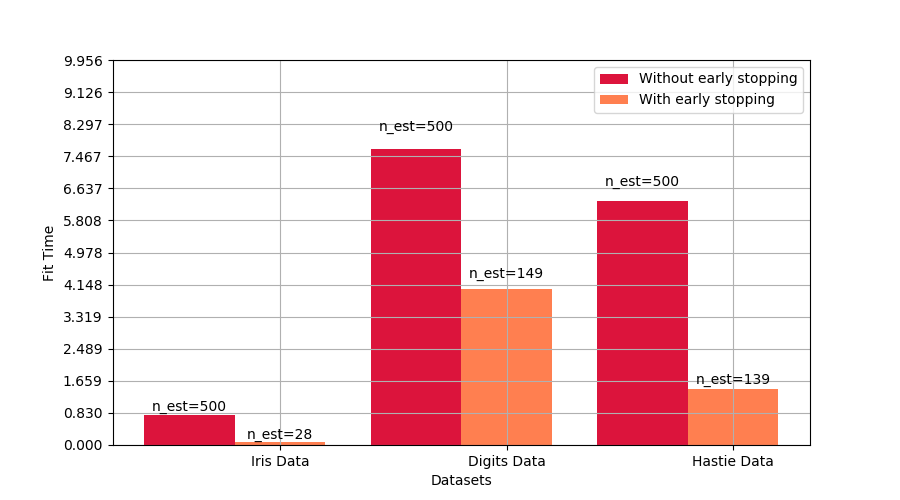 9.956
9.126
8.297
7.467
6.637
5.808
4.978
4.148
3.319
2.489
1.659
0.830
0.000
Fit Time
Without early stopping
With early stopping
n_est=500
n_est=28
n_est=500
n_est=149
n_est=500
n_est=139
Iris Data
Digits Data
Hastie Data
Datasets